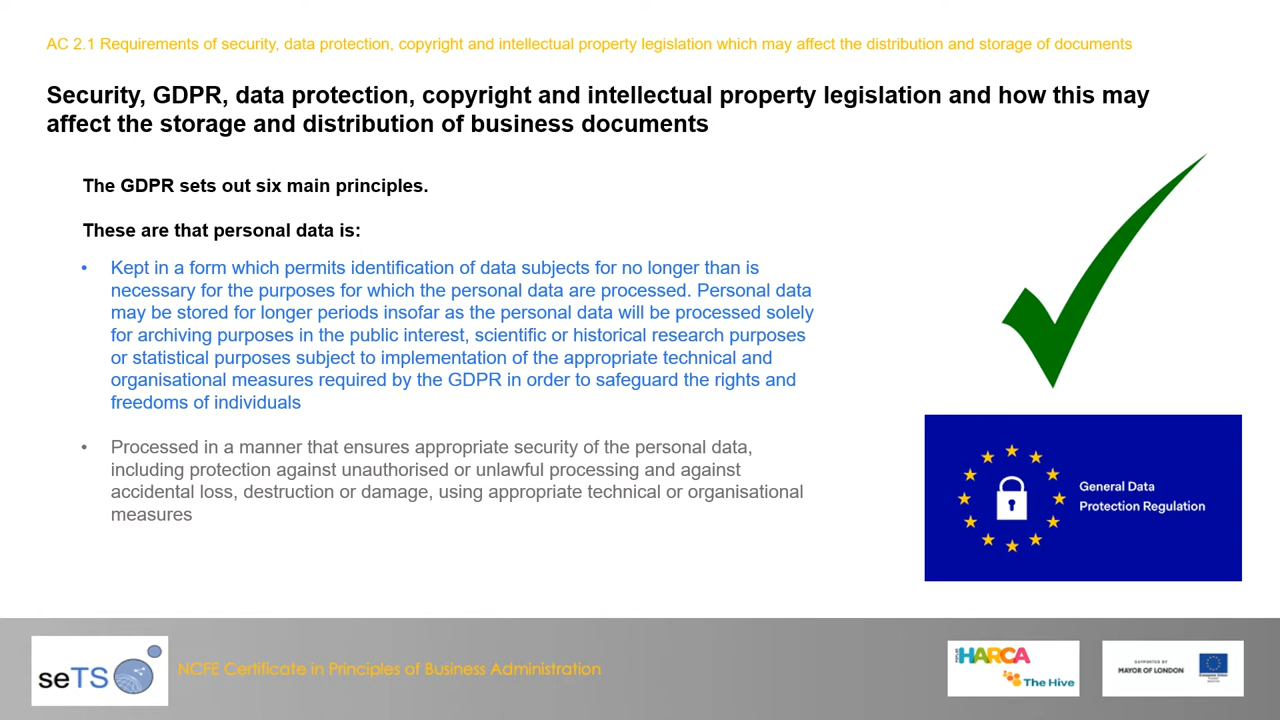 AC 2.1 Requirements of security, data protection, copyright and intellectual property legislation which may affect the distribution and storage of documents
Security, GDPR, data protection, copyright and intellectual property legislation and how this may
affect the storage and distribution of business documents
The GDPR sets out six main principles.
These are that personal data is:
• Kept in a form which permits identification of data subjects for no longer than is
necessary for the purposes for which the personal data are processed. Personal data
may be stored for longer periods insofar as the personal data will be processed solely
for archiving purposes in the public interest, scientific or historical research purposes
or statistical purposes subject to implementation of the appropriate technical and
organisational measures required by the GDPR in order to safeguard the rights and
freedoms of individuals
• Processed in a manner that ensures appropriate security of the personal data,
including protection against unauthorised or unlawful processing and against
accidental loss, destruction or damage, using appropriate technical or organisational
measures
General Data
Protection Regulation
seTS
NCFE Certificate in Principles of Business Administration
HARCA
The Hive
SUPPORTED BY
MAYOR OF LONDON
European Union